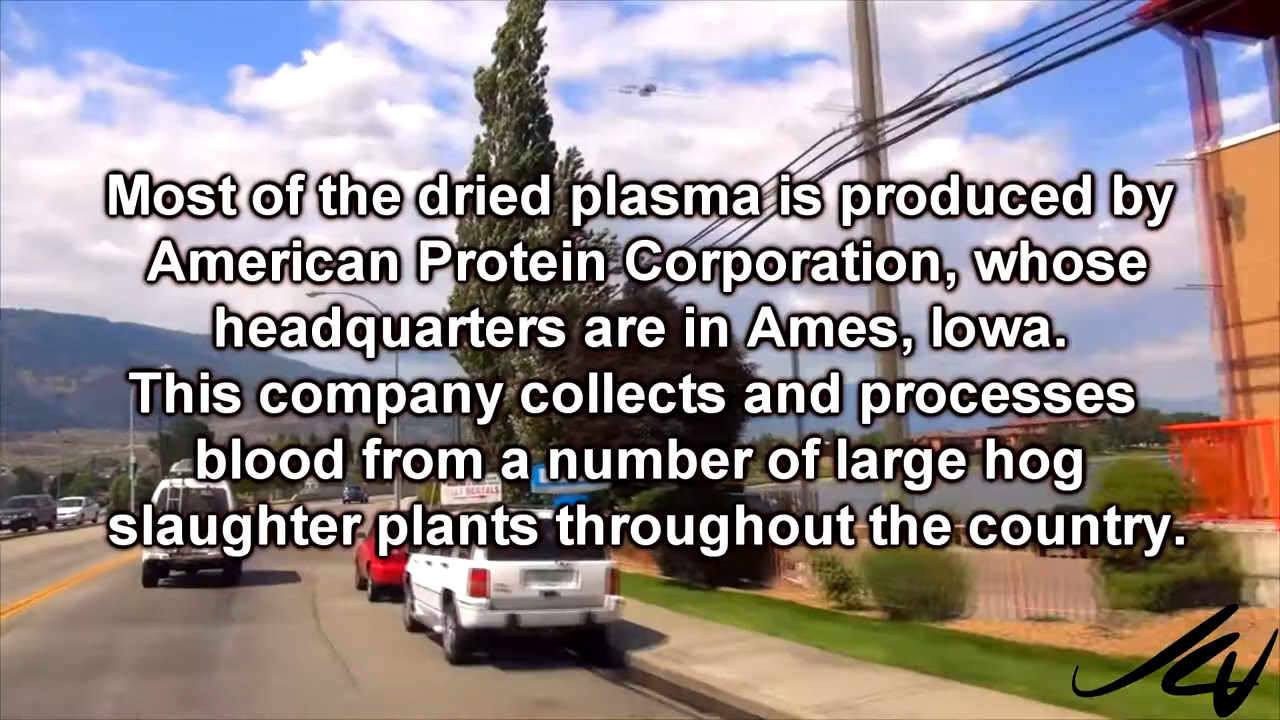 Most of the dried plasma is produced by
American Protein Corporation, whose
headquarters are in Ames, Iowa.
This company collects and processes
blood from a number of large hog
slaughter plants throughout the country.
RENTALS